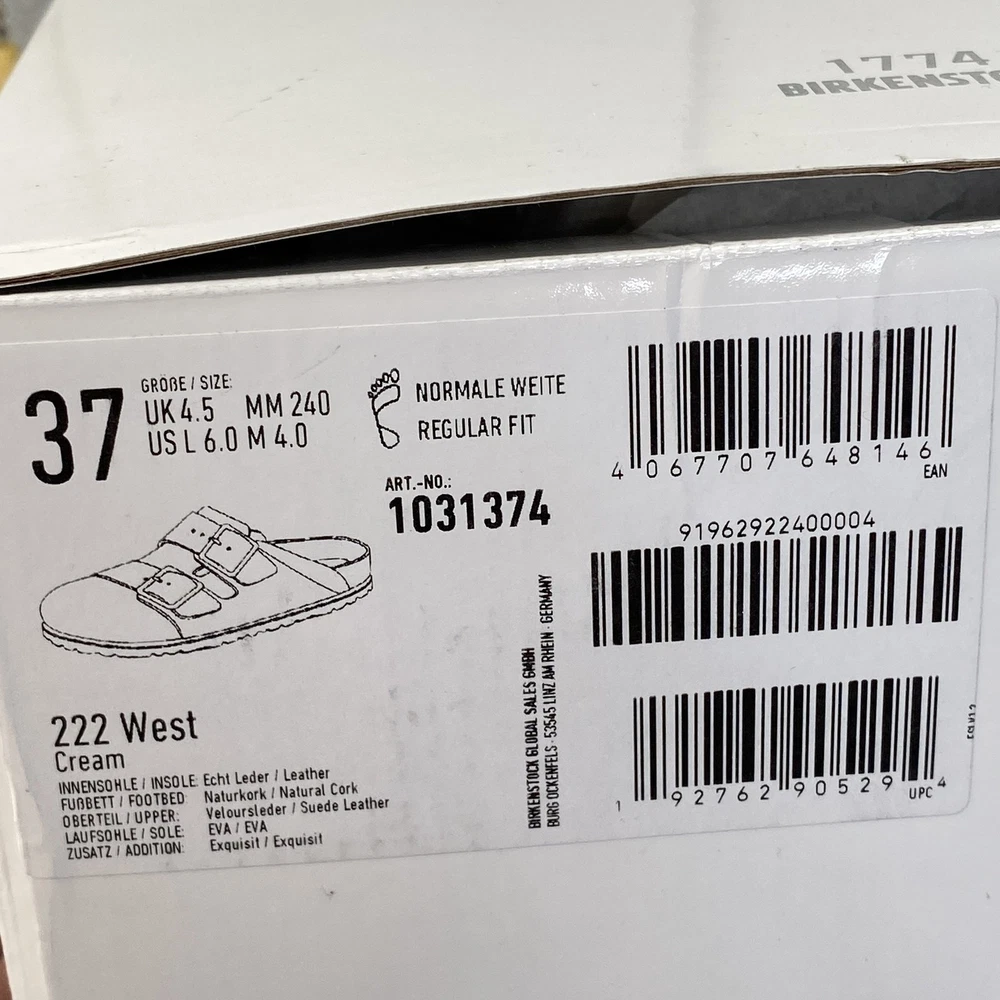 1774
BIRKENSTO
37
GRÖßE / SIZE:
UK 4.5 MM 240
US L 6.0 M 4.0
NORMALE WEITE
REGULAR FIT
ART.-NO.:
1031374
4 067707 648146
EAN
91962922400004
BIRKENSTOCK GLOBAL SALES GMBH
BURG OCKENFELS · 53545 LINZ AM RHEIN · GERMANY
222 West
Cream
INNENSOHLE / INSOLE: Echt Leder / Leather
FUßBETT / FOOTBED: Naturkork / Natural Cork
OBERTEIL / UPPER: Veloursleder / Suede Leather
LAUFSOHLE / SOLE: EVA / EVA
ZUSATZ / ADDITION: Exquisit / Exquisit
1 92762 90529 4
UPC